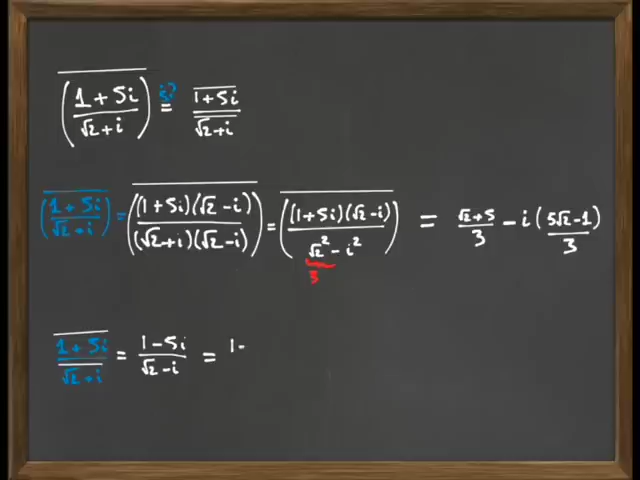 \overline{\left(\frac{1+5i}{\sqrt{2}+i}\right)} \overset{¿?}{=} \frac{\overline{1+5i}}{\overline{\sqrt{2}+i}}
\overline{\left(\frac{1+5i}{\sqrt{2}+i}\right)} = \overline{\left(\frac{(1+5i)(\sqrt{2}-i)}{(\sqrt{2}+i)(\sqrt{2}-i)}\right)} = \overline{\left(\frac{(1+5i)(\sqrt{2}-i)}{\underbrace{\sqrt{2}^2-i^2}_{3}}\right)} = \frac{\sqrt{2}+5}{3} - i\left(\frac{5\sqrt{2}-1}{3}\right)
\frac{\overline{1+5i}}{\overline{\sqrt{2}+i}} = \frac{1-5i}{\sqrt{2}-i} = 1-